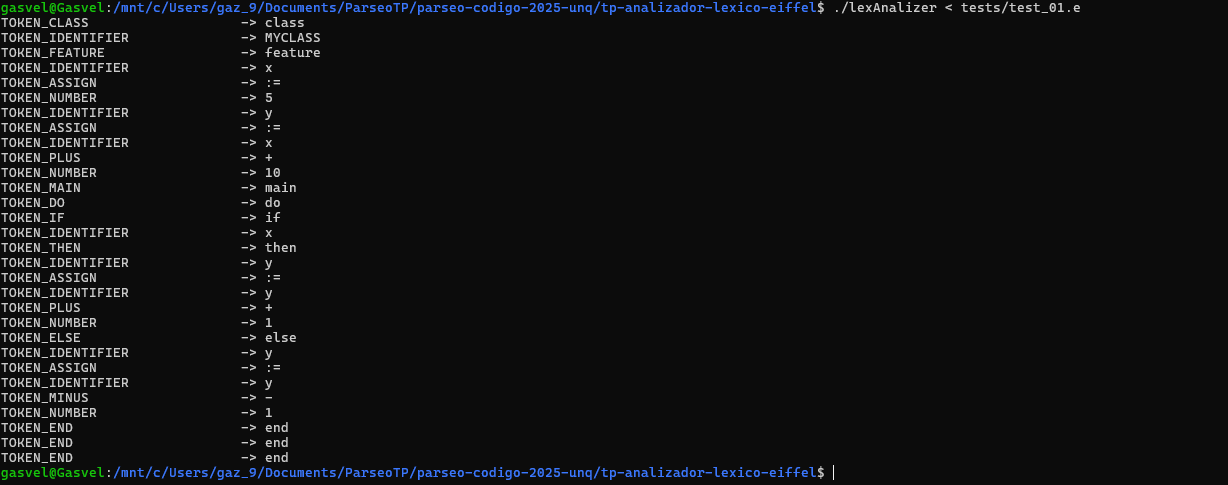 gasvel@Gasvel:/mnt/c/Users/gaz_9/Documents/ParseoTP/parseo-codigo-2025-unq/tp-analizador-lexico-eiffel$ ./lexAnalizer < tests/test_01.e
TOKEN_CLASS -> class
TOKEN_IDENTIFIER -> MYCLASS
TOKEN_FEATURE -> feature
TOKEN_IDENTIFIER -> x
TOKEN_ASSIGN -> :=
TOKEN_NUMBER -> 5
TOKEN_IDENTIFIER -> y
TOKEN_ASSIGN -> :=
TOKEN_IDENTIFIER -> x
TOKEN_PLUS -> +
TOKEN_NUMBER -> 10
TOKEN_MAIN -> main
TOKEN_DO -> do
TOKEN_IF -> if
TOKEN_IDENTIFIER -> x
TOKEN_THEN -> then
TOKEN_IDENTIFIER -> y
TOKEN_ASSIGN -> :=
TOKEN_IDENTIFIER -> y
TOKEN_PLUS -> +
TOKEN_NUMBER -> 1
TOKEN_ELSE -> else
TOKEN_IDENTIFIER -> y
TOKEN_ASSIGN -> :=
TOKEN_IDENTIFIER -> y
TOKEN_MINUS -> -
TOKEN_NUMBER -> 1
TOKEN_END -> end
TOKEN_END -> end
TOKEN_END -> end
gasvel@Gasvel:/mnt/c/Users/gaz_9/Documents/ParseoTP/parseo-codigo-2025-unq/tp-analizador-lexico-eiffel$